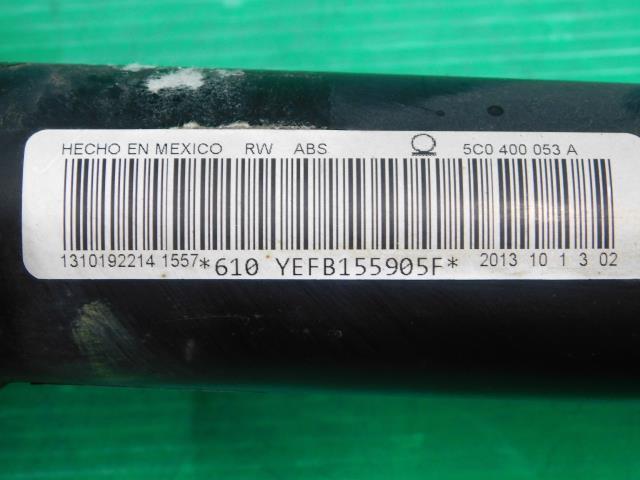 HECHO EN MEXICO RW ABS 5C0 400 053 A
1310192214 1557 *610 YEFB155905F* 2013 10 1 3 02